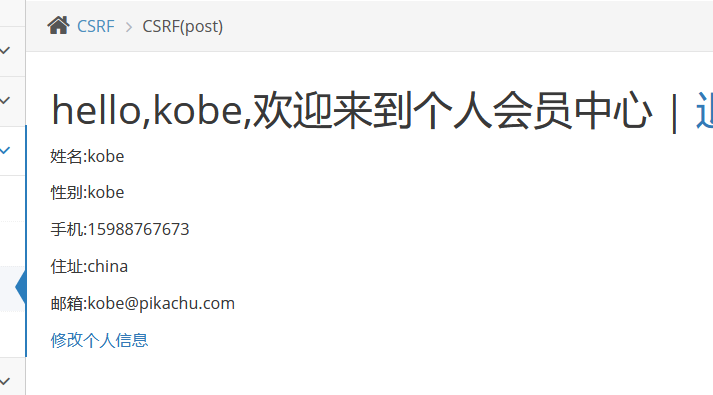 CSRF > CSRF(post)
hello,kobe,欢迎来到个人会员中心 |
姓名:kobe
性别:kobe
手机:15988767673
住址:china
邮箱:kobe@pikachu.com
修改个人信息